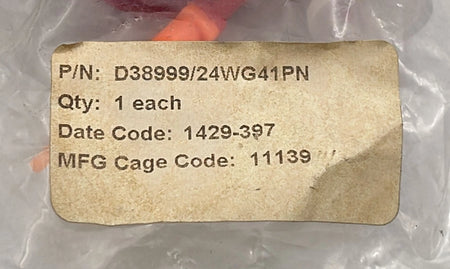 P/N: D38999/24WG41PN
Qty: 1 each
Date Code: 1429-397
MFG Cage Code: 11139